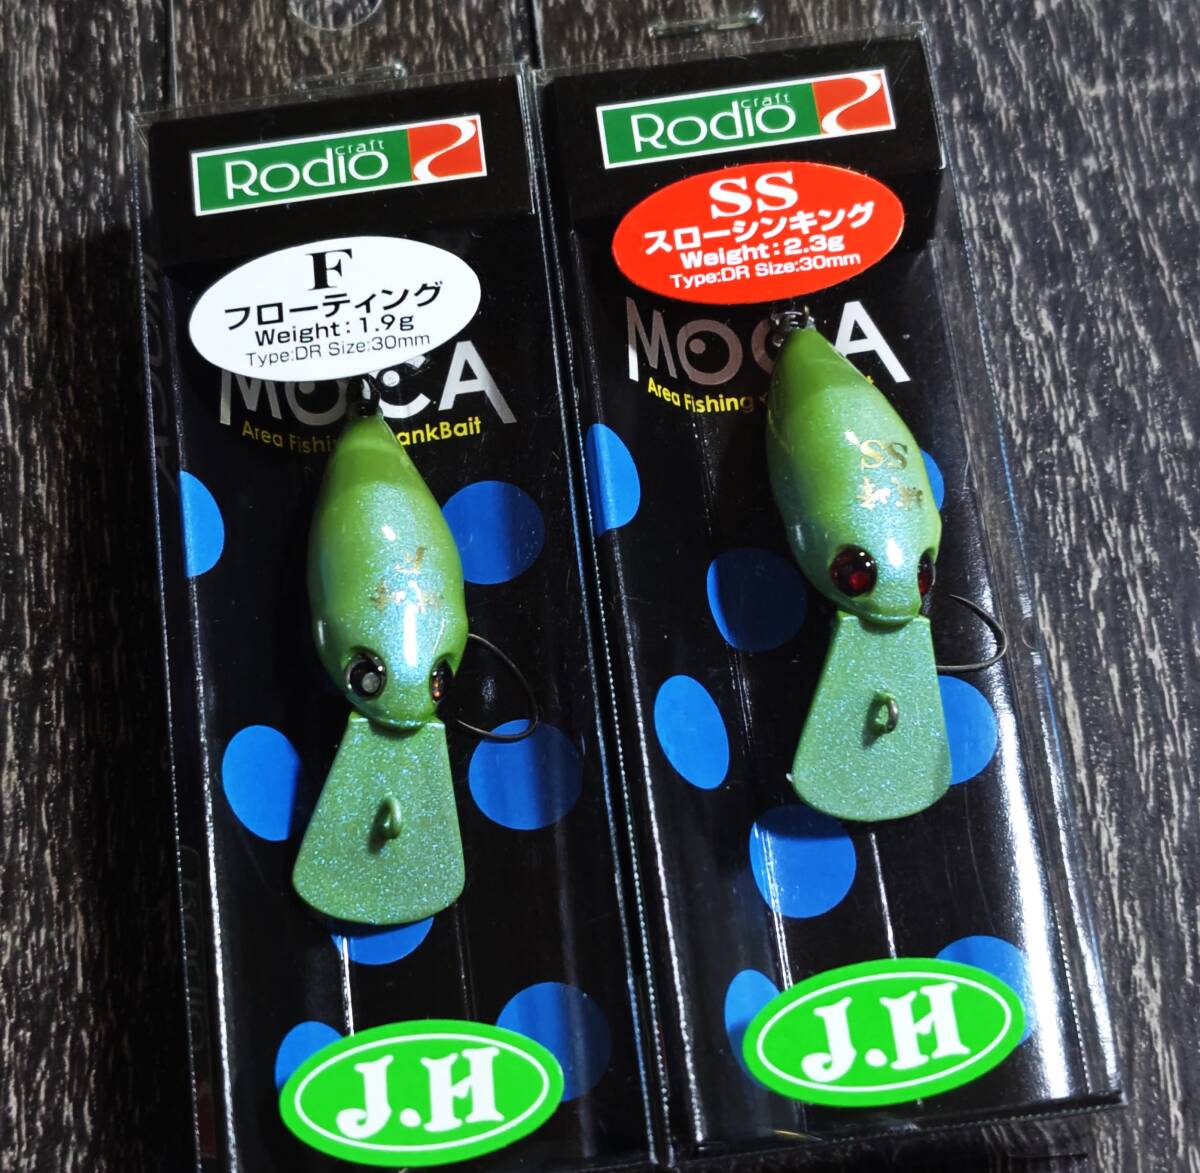 Rodio craft
F
フローティング
Weight:1.9g
Type:DR Size:30mm
MOCA
Area Fishing
ankBait
J.H
Rodio craft
SS
スローシンキング
Weight:2.3g
Type:DR Size:30mm
MOCA
Area Fishing
SS
J.H